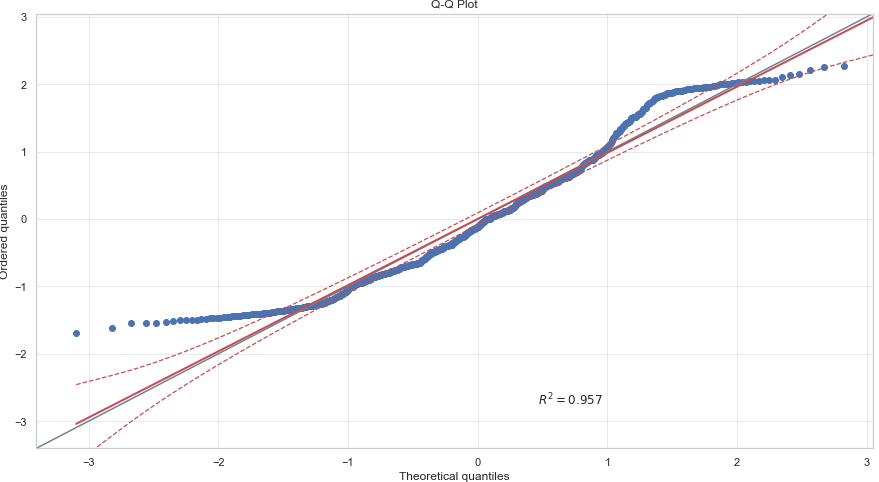 Q-Q Plot
3
2
1
0
−1
−2
−3
Ordered quantiles
R² = 0.957
−3 −2 −1 0 1 2 3
Theoretical quantiles